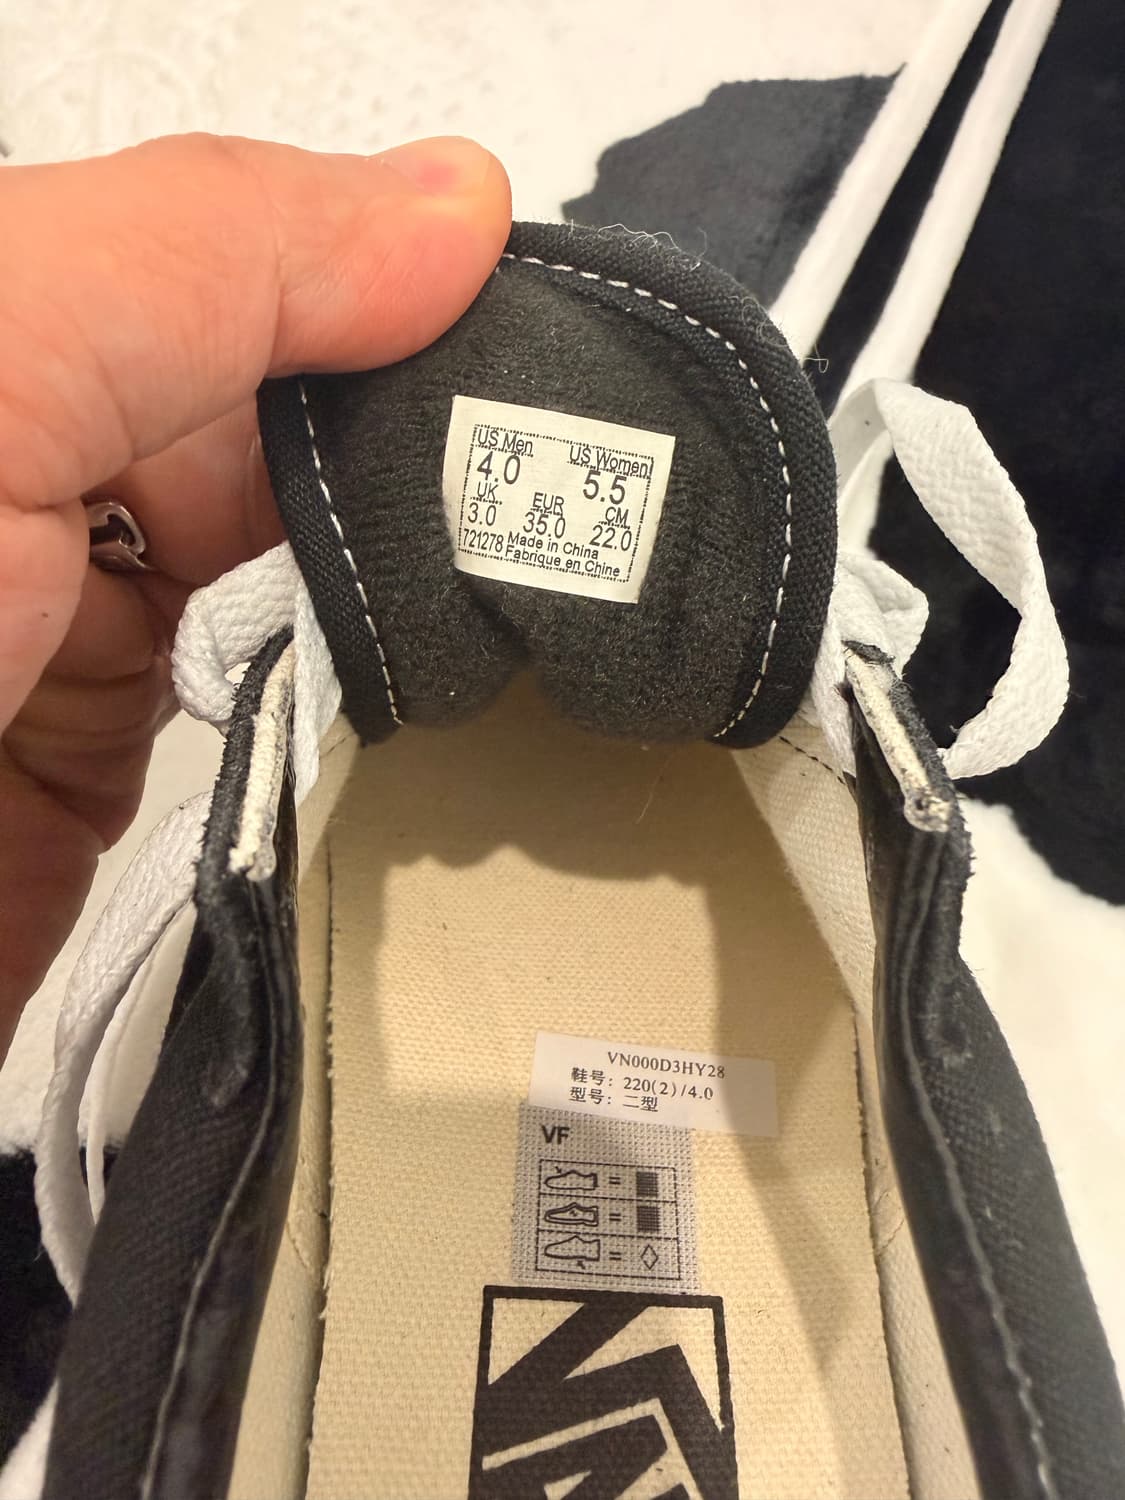 US Men US Women
4.0 5.5
UK EUR CM
3.0 35.0 22.0
721278 Made in China
Fabrique en Chine
VN000D3HY28
鞋号: 220(2)/4.0
型号: 二型
VF
=
=
=
VAN